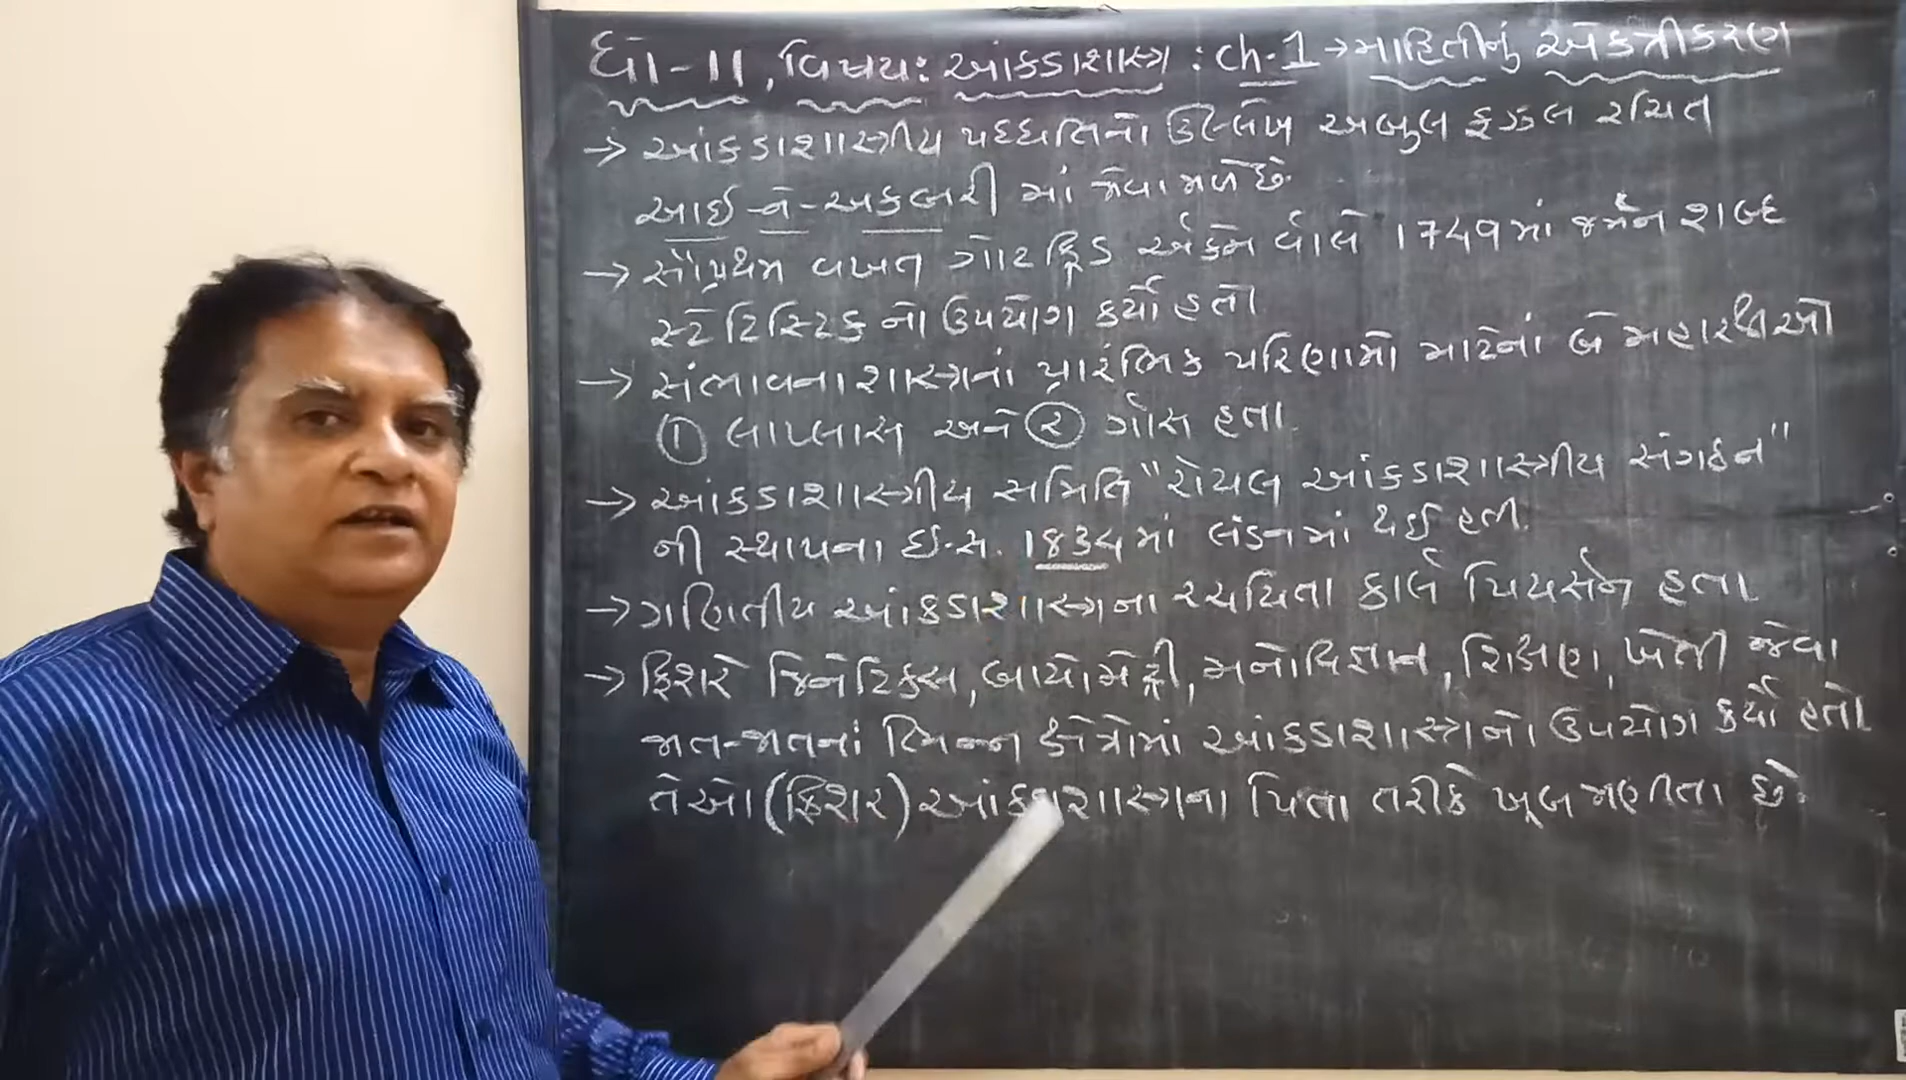 ધો-11, વિષય: આંકડાશાસ્ત્ર : ch.1 → માહિતીનું એકત્રીકરણ
→ આંકડાશાસ્ત્રીય પધ્ધતિનો ઉલ્લેખ અબુલ ફઝલ રચિત
આઈ-ને-અકબરી માં જોવા મળે છે.
→ સૌપ્રથમ વખત ગોટફ્રિડ એકેન વોલે 1749માં જર્મન શબ્દ
સ્ટેટિસ્ટિક નો ઉપયોગ કર્યો હતો
→ સંભાવનાશાસ્ત્રનાં પ્રારંભિક પરિણામો માટેનાં બે મહારથીઓ
① લાપ્લાસ અને ② ગૌસ હતા.
→ આંકડાશાસ્ત્રીય સમિતિ "રોયલ આંકડાશાસ્ત્રીય સંગઠન"
ની સ્થાપના ઈ.સ. 1834માં લંડનમાં થઈ હતી.
→ ગણિતીય આંકડાશાસ્ત્રના રચયિતા કાર્લ પિયર્સન હતા
→ ફિશરે જિનેટિક્સ, બાયોમેટ્રી, મનોવિજ્ઞાન, શિક્ષણ, ખેતી જેવા
જાત-જાતનાં ભિન્ન ક્ષેત્રોમાં આંકડાશાસ્ત્રનો ઉપયોગ કર્યો હતો
તેઓ (ફિશર) આંકડાશાસ્ત્રના પિતા તરીકે ખૂબ જાણીતા છે.